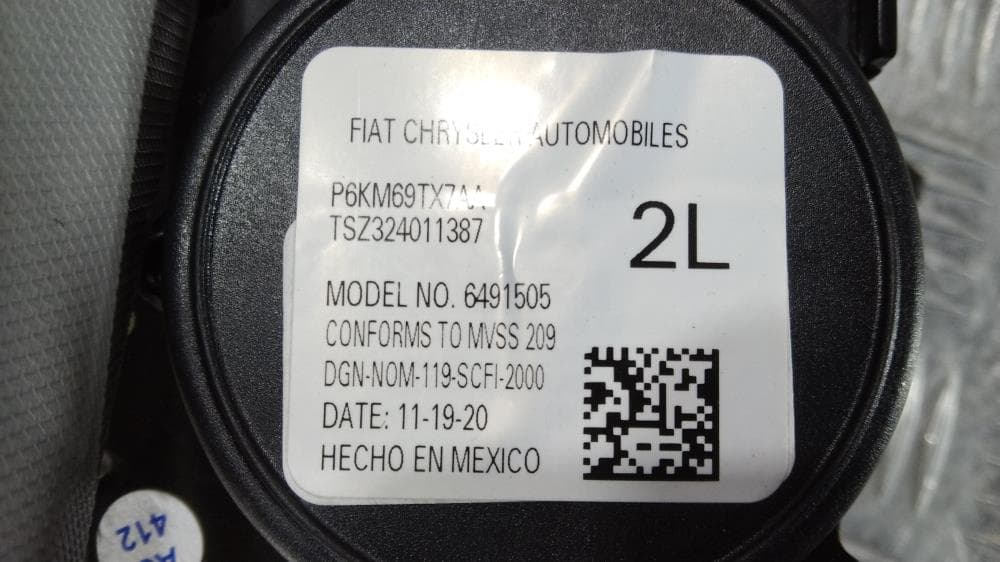 FIAT CHRYSLER AUTOMOBILES
P6KM69TX7AA
TSZ324011387
2L
MODEL NO. 6491505
CONFORMS TO MVSS 209
DGN-NOM-119-SCFI-2000
DATE: 11-19-20
HECHO EN MEXICO
412